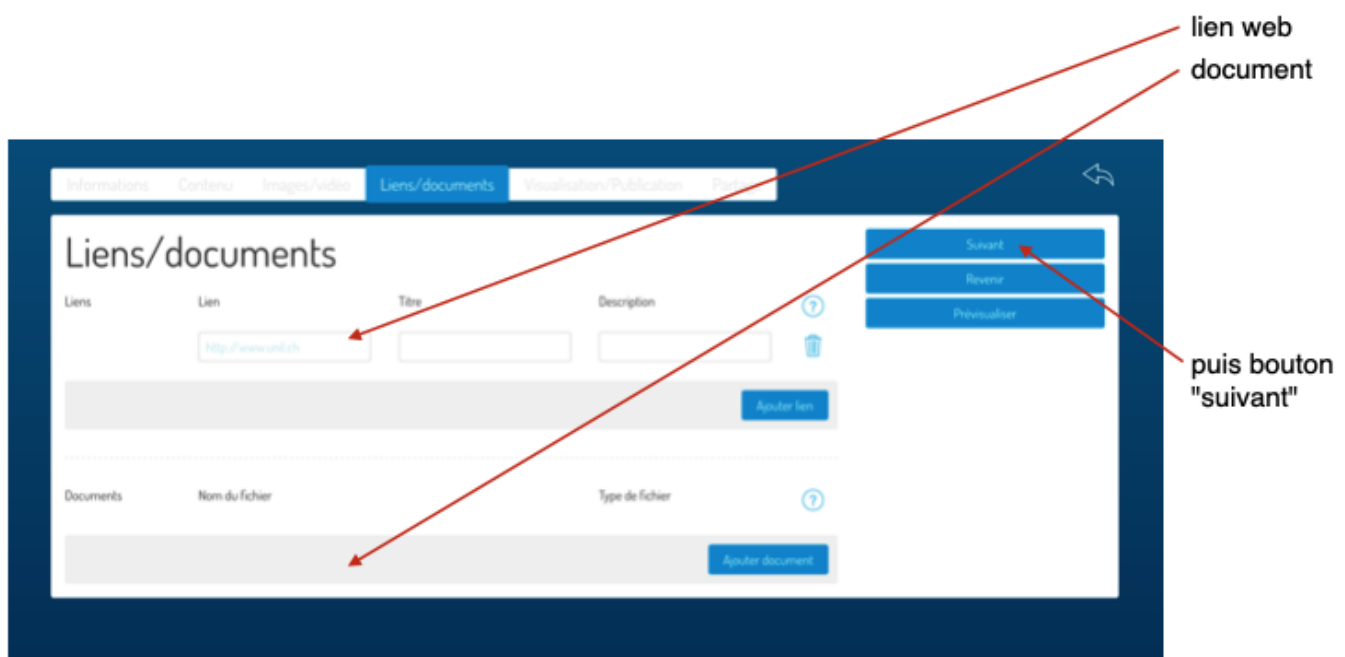 lien web
document
Informations Contenu Images/vidéo Liens/documents Visualisation/Publication
Liens/documents
Suivant
Revenir
Prévisualiser
Liens Lien Titre Description ?
http://www.unil.ch
puis bouton
"suivant"
Ajouter lien
Documents Nom du fichier Type de fichier ?
Ajouter document